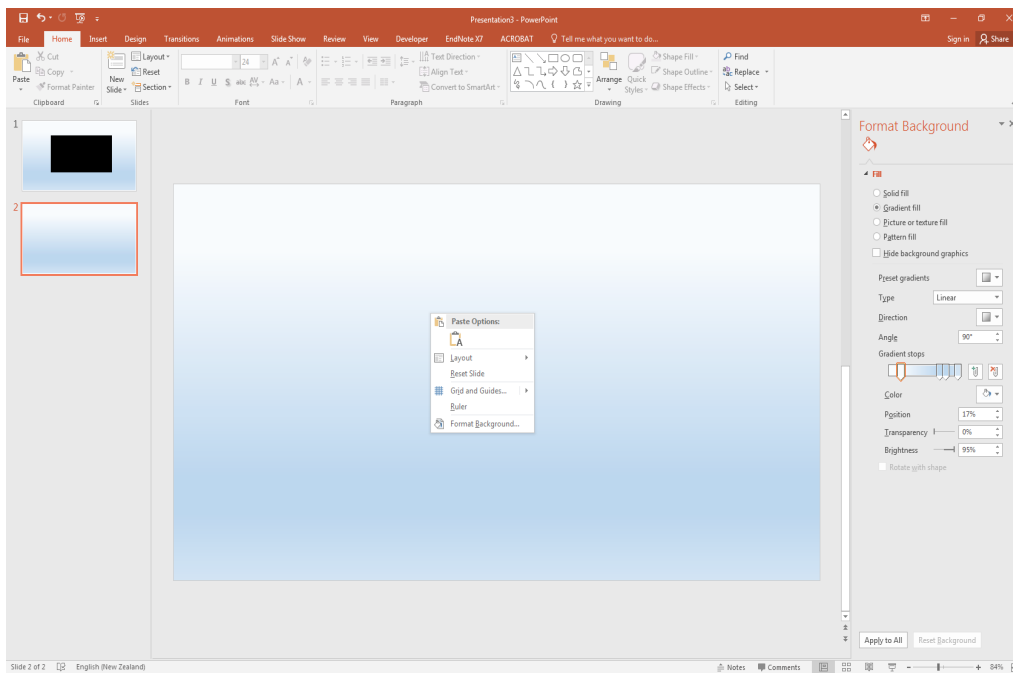 Presentation3 - PowerPoint
File Home Insert Design Transitions Animations Slide Show Review View Developer EndNote X7 ACROBAT Tell me what you want to do... Sign in Share
Paste
Cut
Copy
Format Painter
Clipboard
New Slide
Layout
Reset
Section
Slides
24
B I U S abc AV Aa A
Font
Text Direction
Align Text
Convert to SmartArt
Paragraph
Arrange
Quick Styles
Shape Fill
Shape Outline
Shape Effects
Drawing
Find
Replace
Select
Editing
1
2
Paste Options:
A
Layout
Reset Slide
Grid and Guides...
Ruler
Format Background...
Format Background
Fill
Solid fill
Gradient fill
Picture or texture fill
Pattern fill
Hide background graphics
Preset gradients
Type Linear
Direction
Angle 90°
Gradient stops
Color
Position 17%
Transparency 0%
Brightness 95%
Rotate with shape
Apply to All Reset Background
Slide 2 of 2 English (New Zealand) Notes Comments 84%